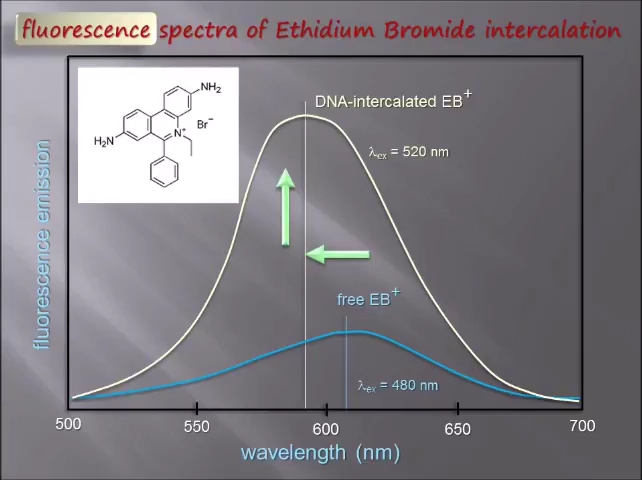 fluorescence spectra of Ethidium Bromide intercalation
NH₂
H₂N
N⁺
Br⁻
DNA-intercalated EB⁺
λex = 520 nm
free EB⁺
λex = 480 nm
fluorescence emission
500 550 600 650 700
wavelength (nm)